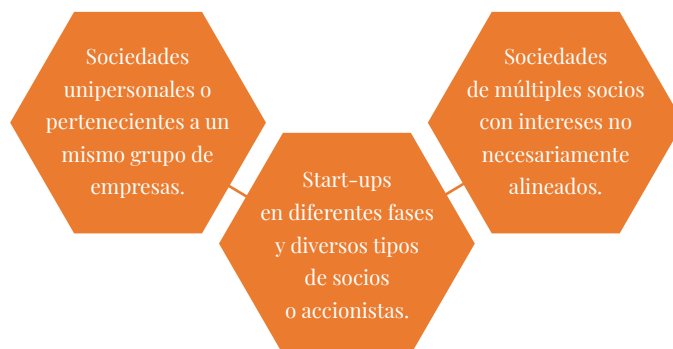 Sociedades
unipersonales o
pertenecientes a un
mismo grupo de
empresas.
Start-ups
en diferentes fases
y diversos tipos
de socios
o accionistas.
Sociedades
de múltiples socios
con intereses no
necesariamente
alineados.